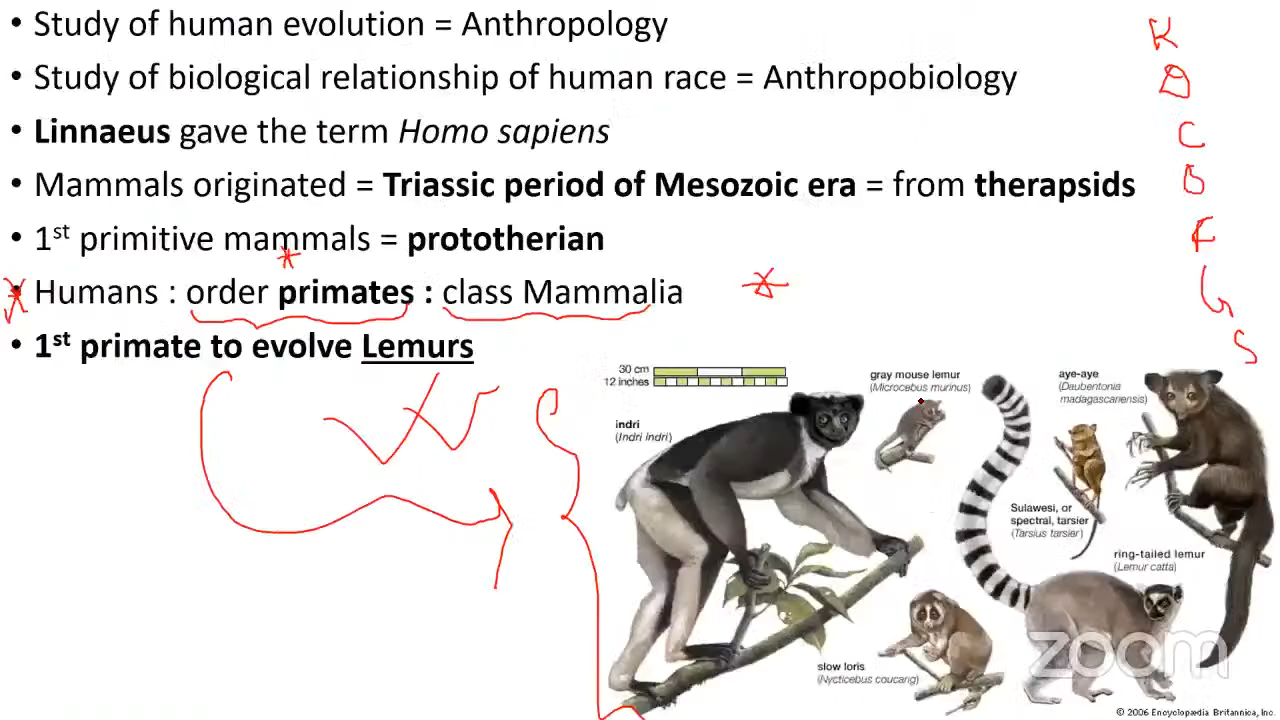 • Study of human evolution = Anthropology
• Study of biological relationship of human race = Anthropobiology
• Linnaeus gave the term Homo sapiens
• Mammals originated = Triassic period of Mesozoic era = from therapsids
• 1st primitive mammals = prototherian
• Humans : order primates : class Mammalia
• 1st primate to evolve Lemurs
K
D
C
O
F
G
S
30 cm
12 inches
indri
(Indri indri)
gray mouse lemur
(Microcebus murinus)
aye-aye
(Daubentonia
madagascariensis)
Sulawesi, or
spectral, tarsier
(Tarsius tarsier)
ring-tailed lemur
(Lemur catta)
slow loris
(Nycticebus coucang)
zoom
© 2006 Encyclopædia Britannica, Inc.